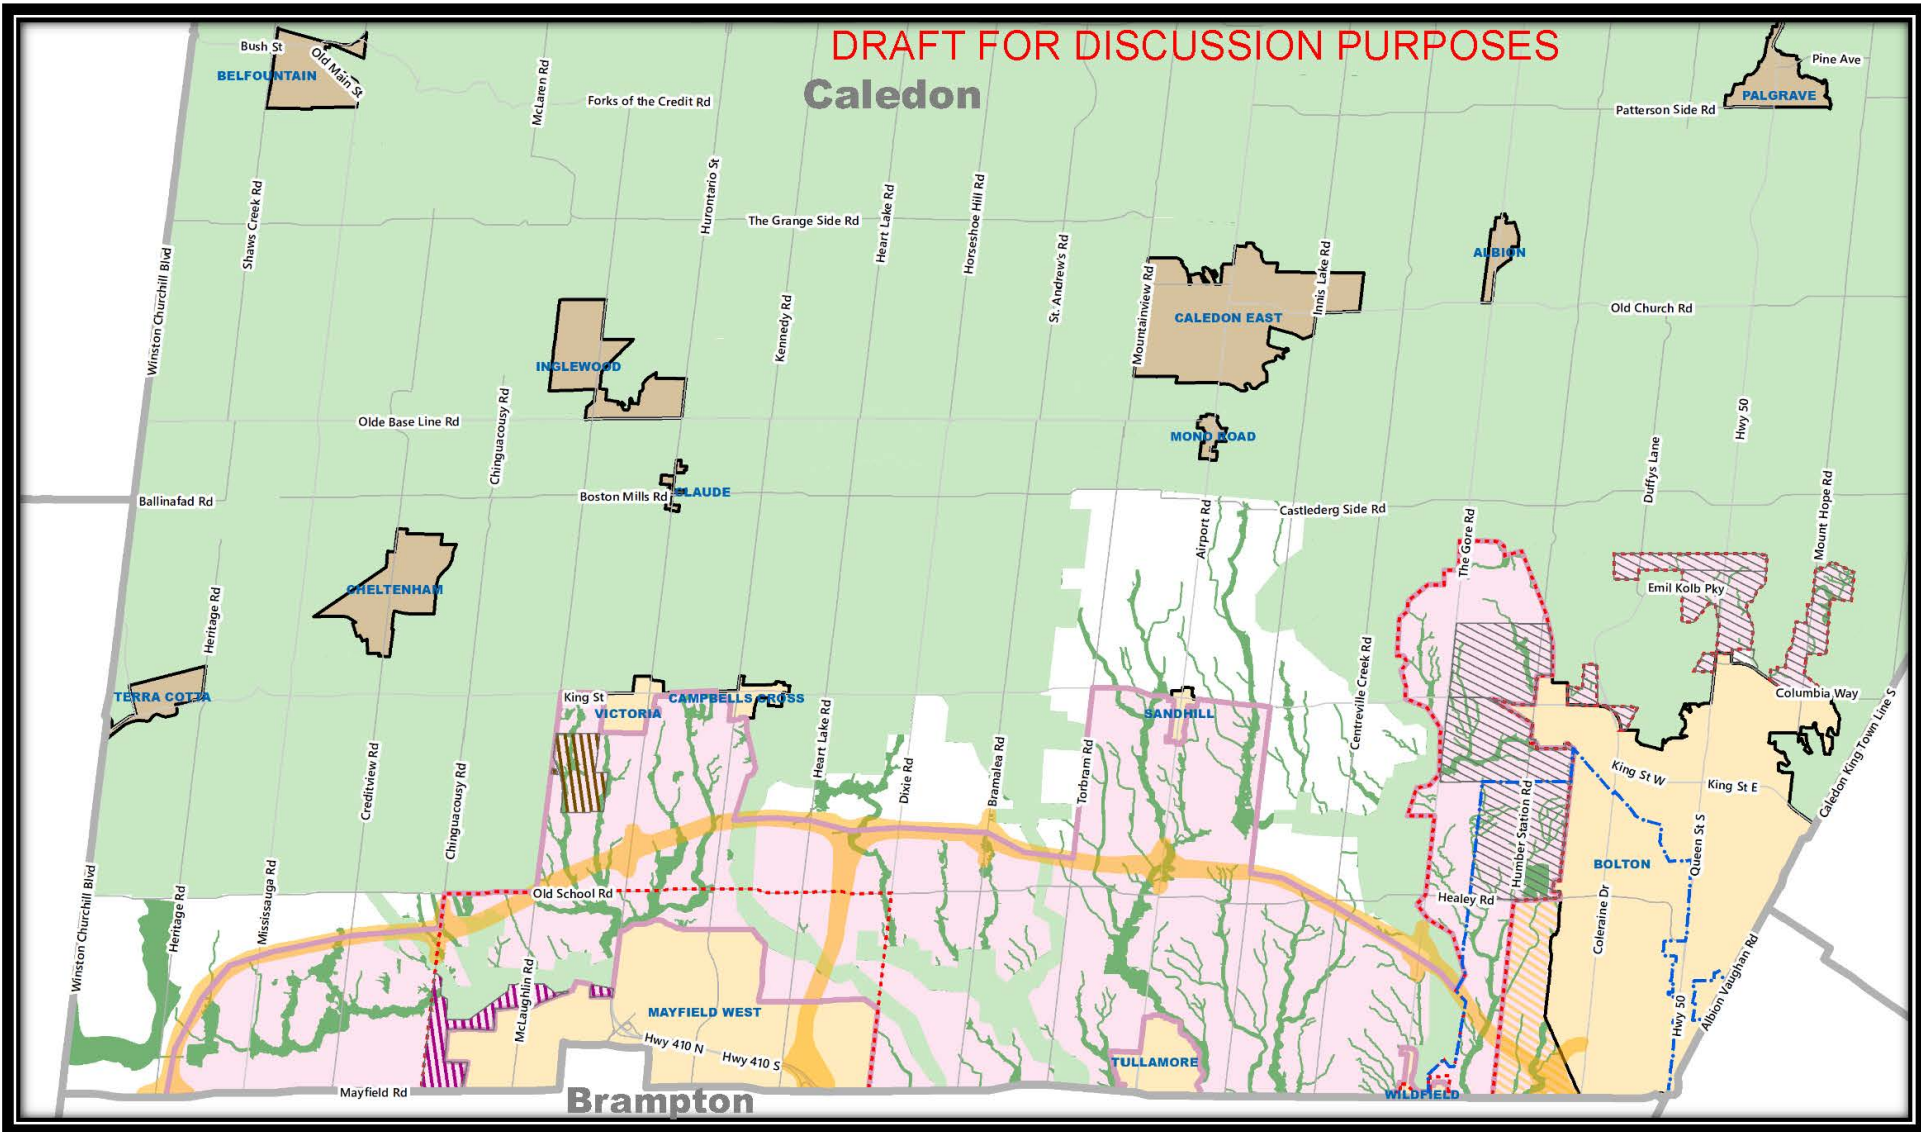 DRAFT FOR DISCUSSION PURPOSES
Caledon
Bush St
Old Main St
BELFOUNTAIN
McLaren Rd
Forks of the Credit Rd
Pine Ave
PALGRAVE
Patterson Side Rd
Shaws Creek Rd
Hurontario St
The Grange Side Rd
Heart Lake Rd
Horseshoe Hill Rd
St. Andrew's Rd
Mountainview Rd
Innis Lake Rd
ALBION
Winston Churchill Blvd
Kennedy Rd
CALEDON EAST
Old Church Rd
INGLEWOOD
Olde Base Line Rd
Chinguacousy Rd
MONO ROAD
Hwy 50
Duffys Lane
Mount Hope Rd
Ballinafad Rd
Boston Mills Rd
CLAUDE
Airport Rd
Castlederg Side Rd
The Gore Rd
CHELTENHAM
Heritage Rd
Emil Kolb Pky
Centreville Creek Rd
TERRA COTTA
King St
VICTORIA
CAMPBELLS CROSS
SANDHILL
Columbia Way
Caledon King Town Line S
Creditview Rd
Chinguacousy Rd
Heart Lake Rd
Dixie Rd
Bramalea Rd
Torbram Rd
King St W
King St E
Humber Station Rd
Queen St S
BOLTON
Winston Churchill Blvd
Heritage Rd
Mississauga Rd
Old School Rd
Healey Rd
Coleraine Dr
McLaughlin Rd
MAYFIELD WEST
Hwy 410 N
Hwy 410 S
TULLAMORE
Hwy 50
Albion Vaughan Rd
Mayfield Rd
WILDFIELD
Brampton